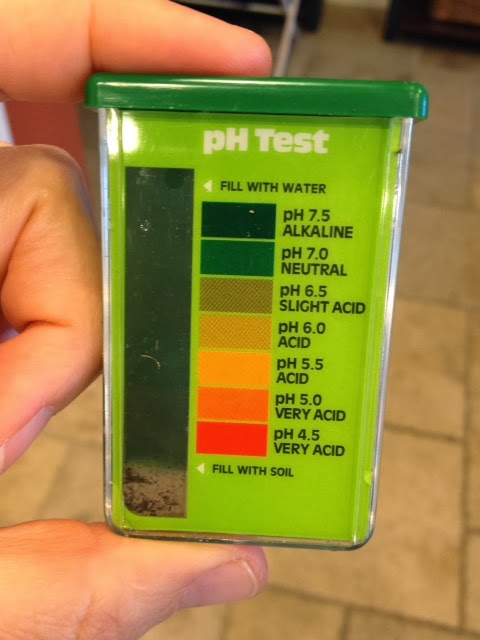 pH Test
FILL WITH WATER
pH 7.5
ALKALINE
pH 7.0
NEUTRAL
pH 6.5
SLIGHT ACID
pH 6.0
ACID
pH 5.5
ACID
pH 5.0
VERY ACID
pH 4.5
VERY ACID
FILL WITH SOIL